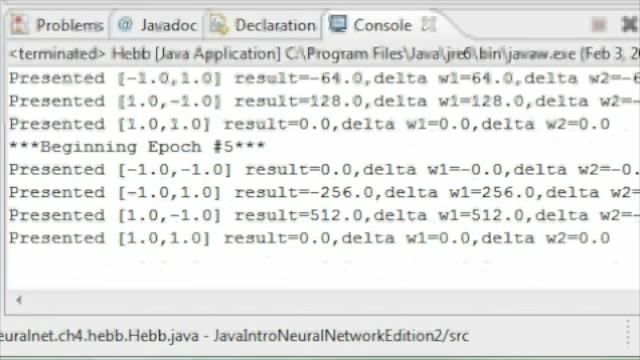 Problems @ Javadoc Declaration Console
<terminated> Hebb [Java Application] C:\Program Files\Java\jre6\bin\javaw.exe (Feb 3, 
Presented [-1.0,1.0] result=-64.0,delta w1=64.0,delta w2=-6
Presented [1.0,-1.0] result=128.0,delta w1=128.0,delta w2=-
Presented [1.0,1.0] result=0.0,delta w1=0.0,delta w2=0.0
***Beginning Epoch #5***
Presented [-1.0,-1.0] result=0.0,delta w1=-0.0,delta w2=-0.
Presented [-1.0,1.0] result=-256.0,delta w1=256.0,delta w2=
Presented [1.0,-1.0] result=512.0,delta w1=512.0,delta w2=-
Presented [1.0,1.0] result=0.0,delta w1=0.0,delta w2=0.0
euralnet.ch4.hebb.Hebb.java - JavaIntroNeuralNetworkEdition2/src